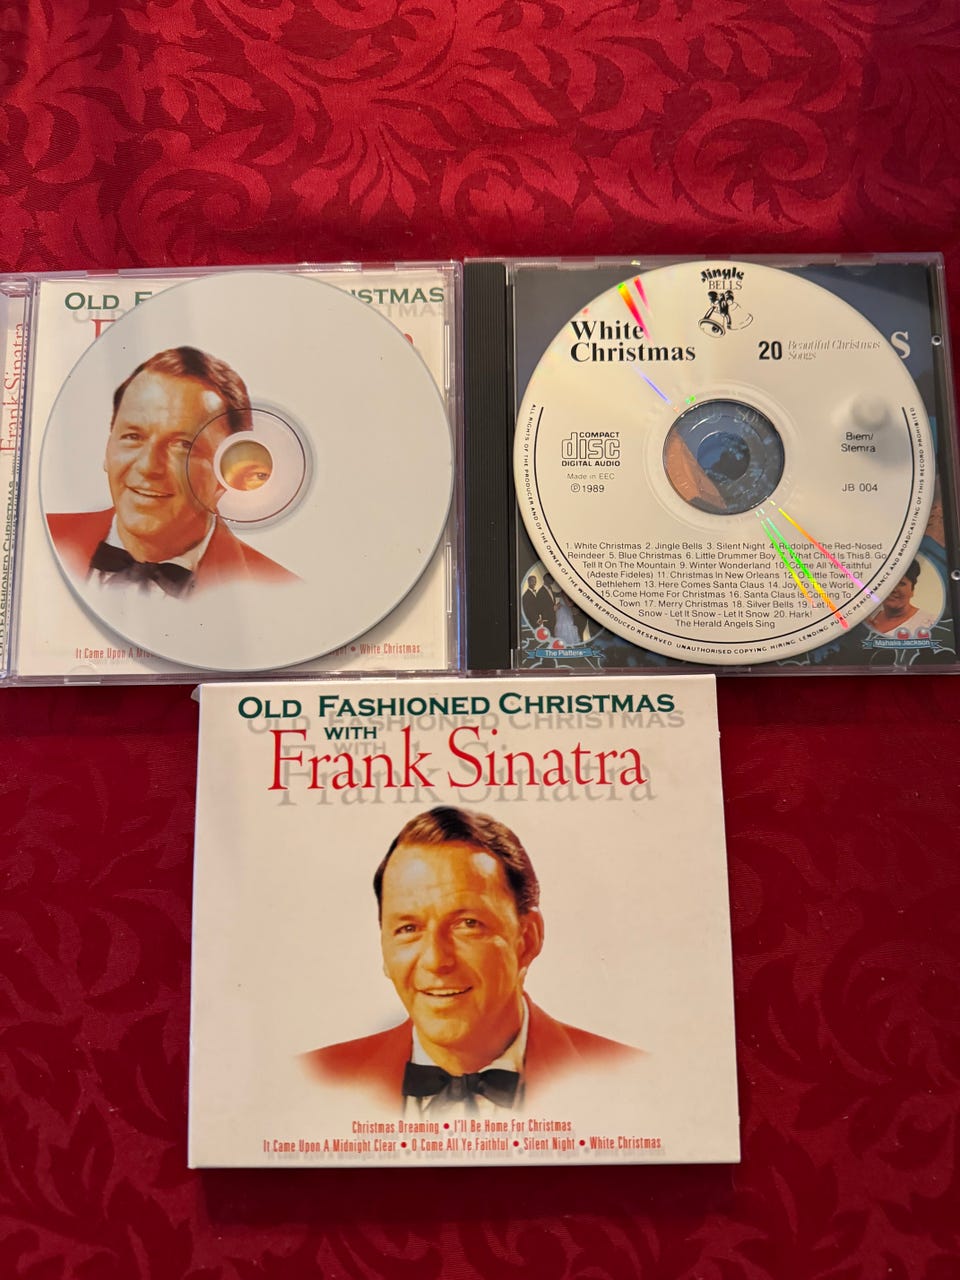 OLD F
STMAS
Frank Sinatra
It Came Upon A Mid
ght • White Christmas
Jingle
BELLS
White
Christmas
20 Beautiful Christmas
Songs
S
COMPACT
disc
DIGITAL AUDIO
Made in EEC
Ⓟ1989
Biem/
Stemra
JB 004
ALL RIGHTS OF THE PRODUCER AND OF THE OWNER OF THE WORK REPRODUCED RESERVED. UNAUTHORISED COPYING, HIRING, LENDING, PUBLIC PERFORMANCE AND BROADCASTING OF THIS RECORD PROHIBITED
1. White Christmas 2. Jingle Bells 3. Silent Night 4. Rudolph The Red-Nosed
Reindeer 5. Blue Christmas 6. Little Drummer Boy 7. What Child Is This 8. Go
Tell It On The Mountain 9. Winter Wonderland 10. Come All Ye Faithful
(Adeste Fideles) 11. Christmas In New Orleans 12. O Little Town Of
Bethlehem 13. Here Comes Santa Claus 14. Joy To The World
15. Come Home For Christmas 16. Santa Claus Is Coming To
Town 17. Merry Christmas 18. Silver Bells 19. Let It
Snow - Let It Snow - Let It Snow 20. Hark!
The Herald Angels Sing
The Platters
Mahalia Jackson
OLD FASHIONED CHRISTMAS
WITH
Frank Sinatra
Christmas Dreaming • I'll Be Home For Christmas
It Came Upon A Midnight Clear • O Come All Ye Faithful • Silent Night • White Christmas